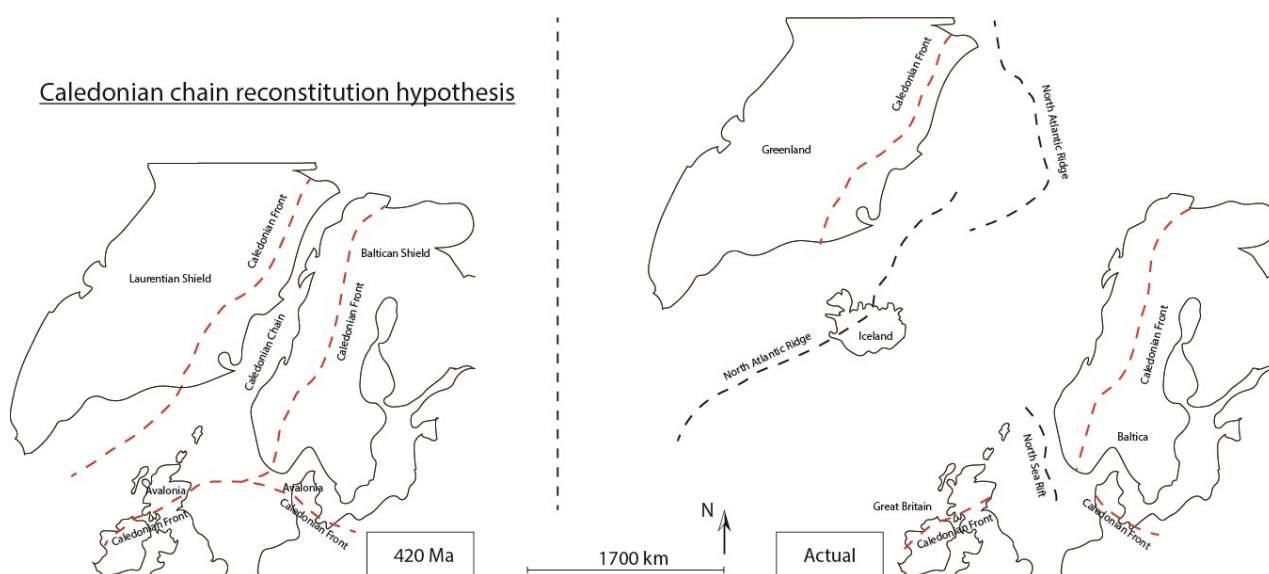 Caledonian chain reconstitution hypothesis
Caledonian Front
Laurentian Shield
Baltican Shield
Caledonian Front
Caledonian Chain
Avalonia
Avalonia
Caledonian Front
Caledonian Front
420 Ma
Caledonian Front
North Atlantic Ridge
Greenland
Iceland
North Atlantic Ridge
Caledonian Front
Baltica
North Sea Rift
Great Britain
Caledonian Front
Caledonian Front
N
1700 km
Actual